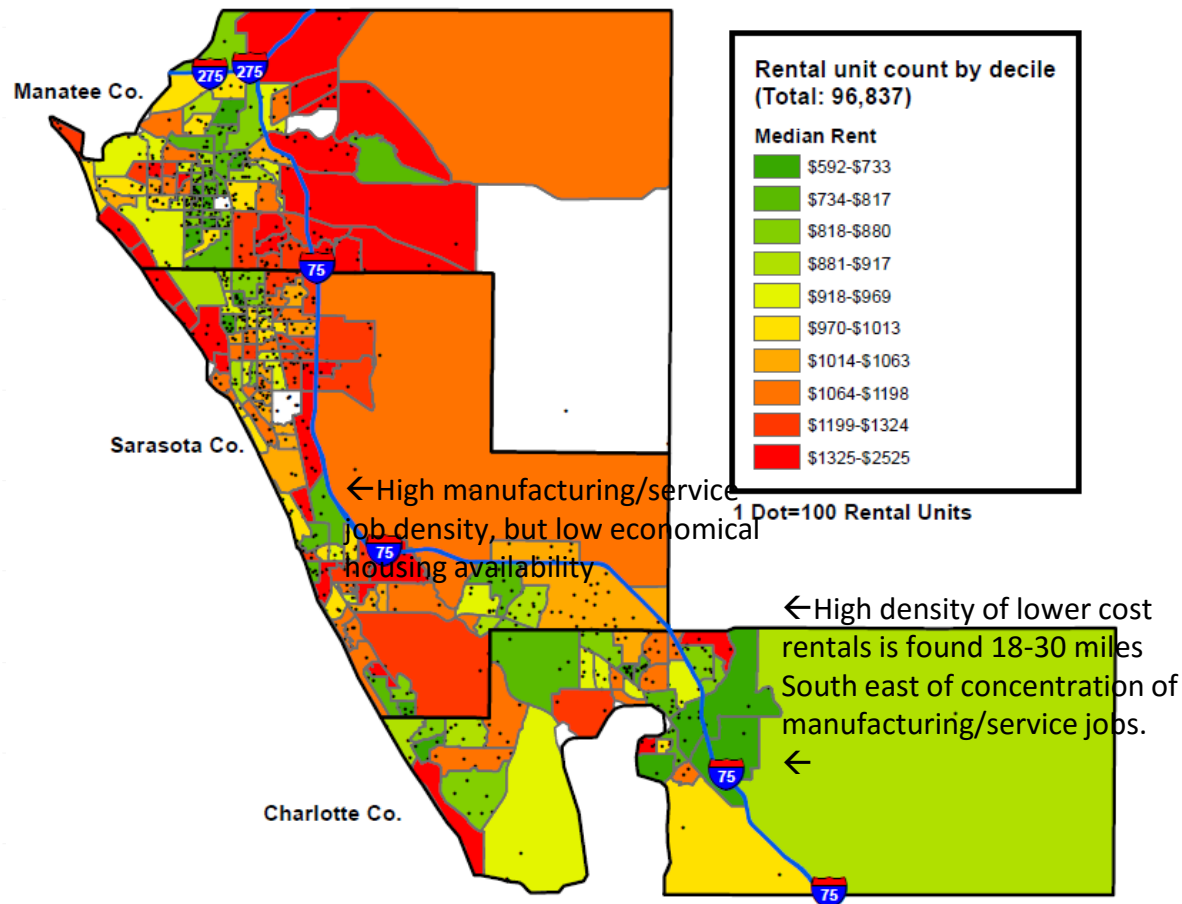 275
275
Manatee Co.
75
Sarasota Co.
←High manufacturing/service
job density, but low economical
housing availability
75
Charlotte Co.
75
75
Rental unit count by decile
(Total: 96,837)
Median Rent
$592-$733
$734-$817
$818-$880
$881-$917
$918-$969
$970-$1013
$1014-$1063
$1064-$1198
$1199-$1324
$1325-$2525
1 Dot=100 Rental Units
←High density of lower cost
rentals is found 18-30 miles
South east of concentration of
manufacturing/service jobs.
←